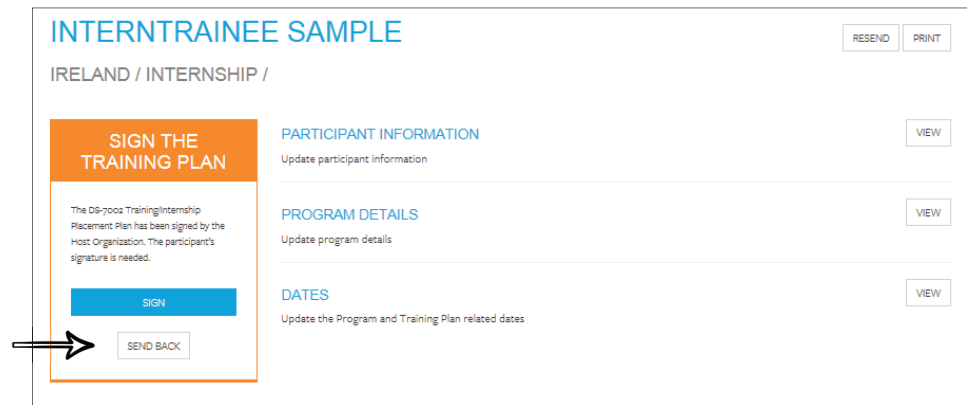 INTERNTRAINEE SAMPLE
RESEND
PRINT
IRELAND / INTERNSHIP /
SIGN THE
TRAINING PLAN
The DS-7002 Training/Internship
Placement Plan has been signed by the
Host Organization. The participant's
signature is needed.
SIGN
SEND BACK
PARTICIPANT INFORMATION
VIEW
Update participant information
PROGRAM DETAILS
VIEW
Update program details
DATES
VIEW
Update the Program and Training Plan related dates